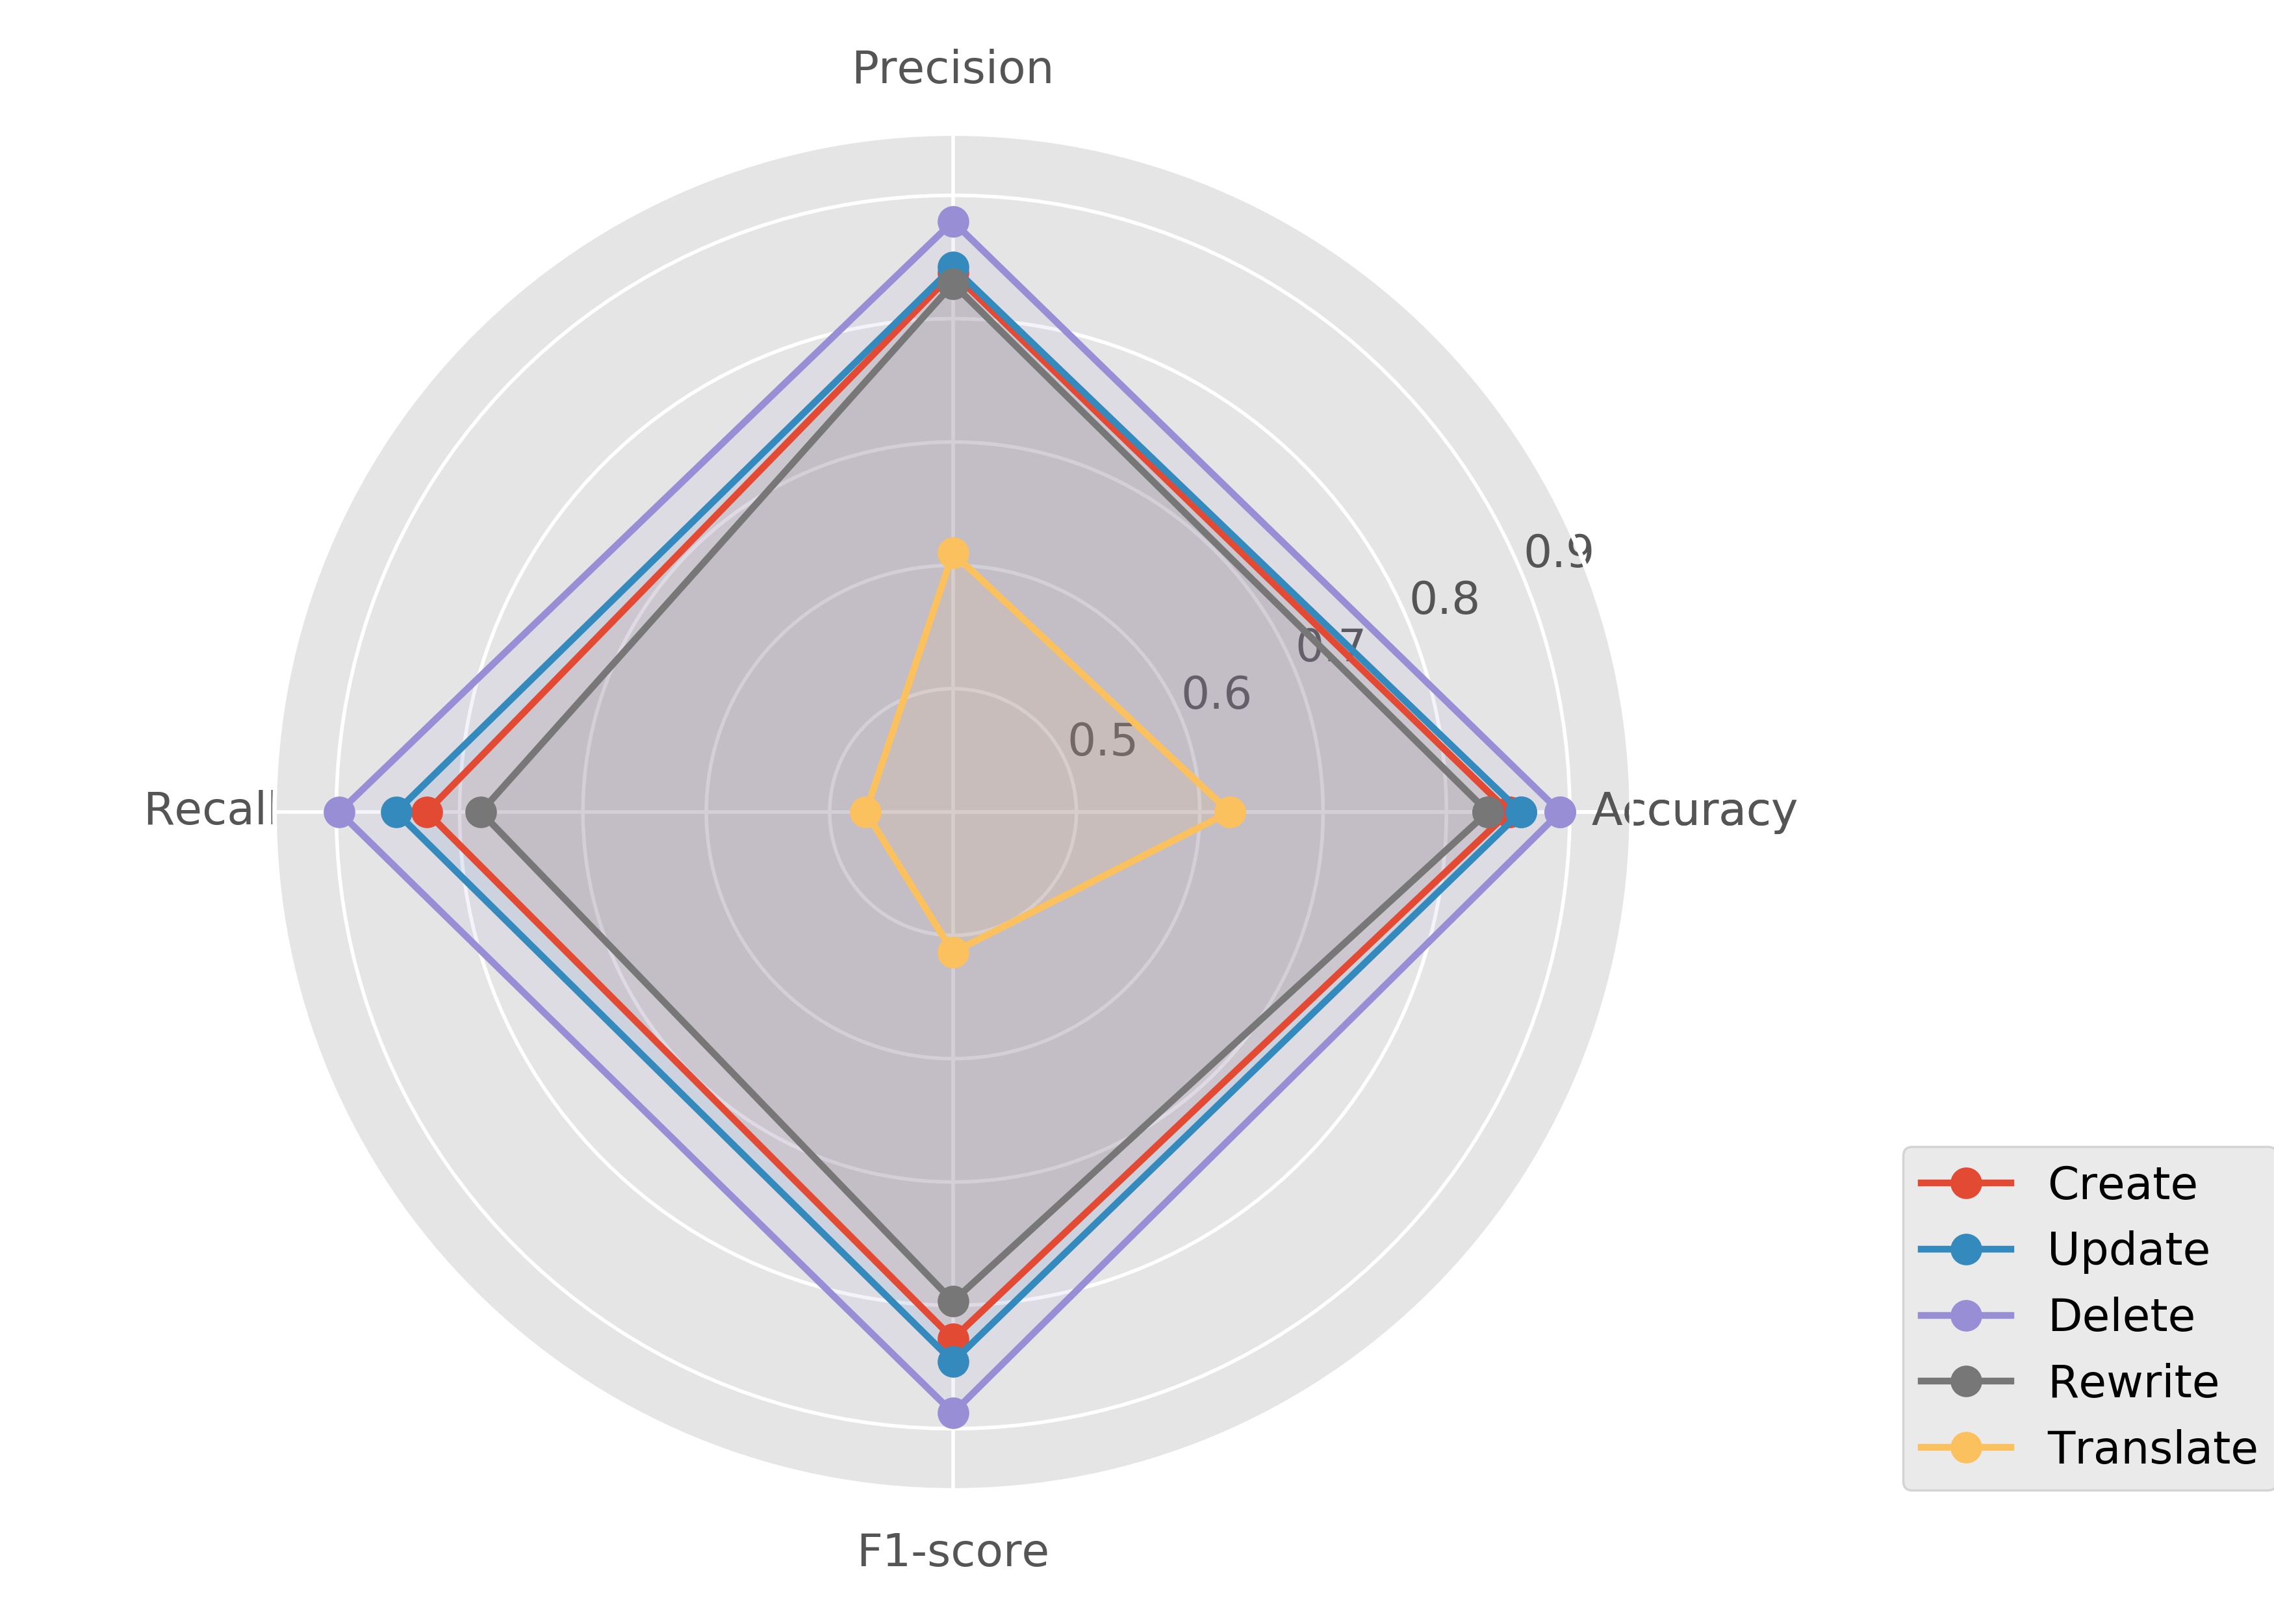 Precision
0.9
0.8
0.7
0.6
0.5
Recall
Accuracy
F1-score
Create
Update
Delete
Rewrite
Translate